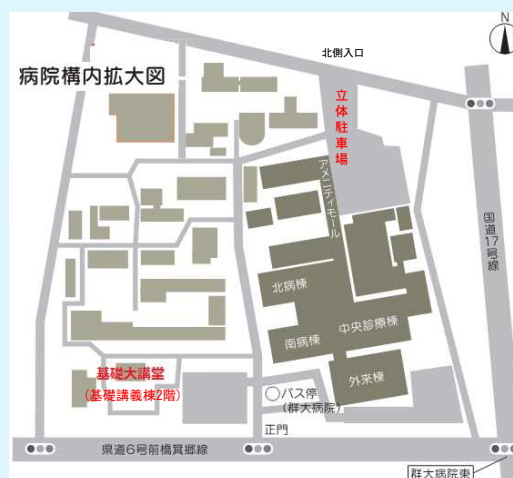 北側入口
N
病院構内拡大図
立体駐車場
アメニティモール
国道17号線
北病棟
中央診療棟
南病棟
外来棟
基礎大講堂
(基礎講義棟2階)
バス停
(群大病院)
正門
県道6号前橋箕郷線
群大病院東